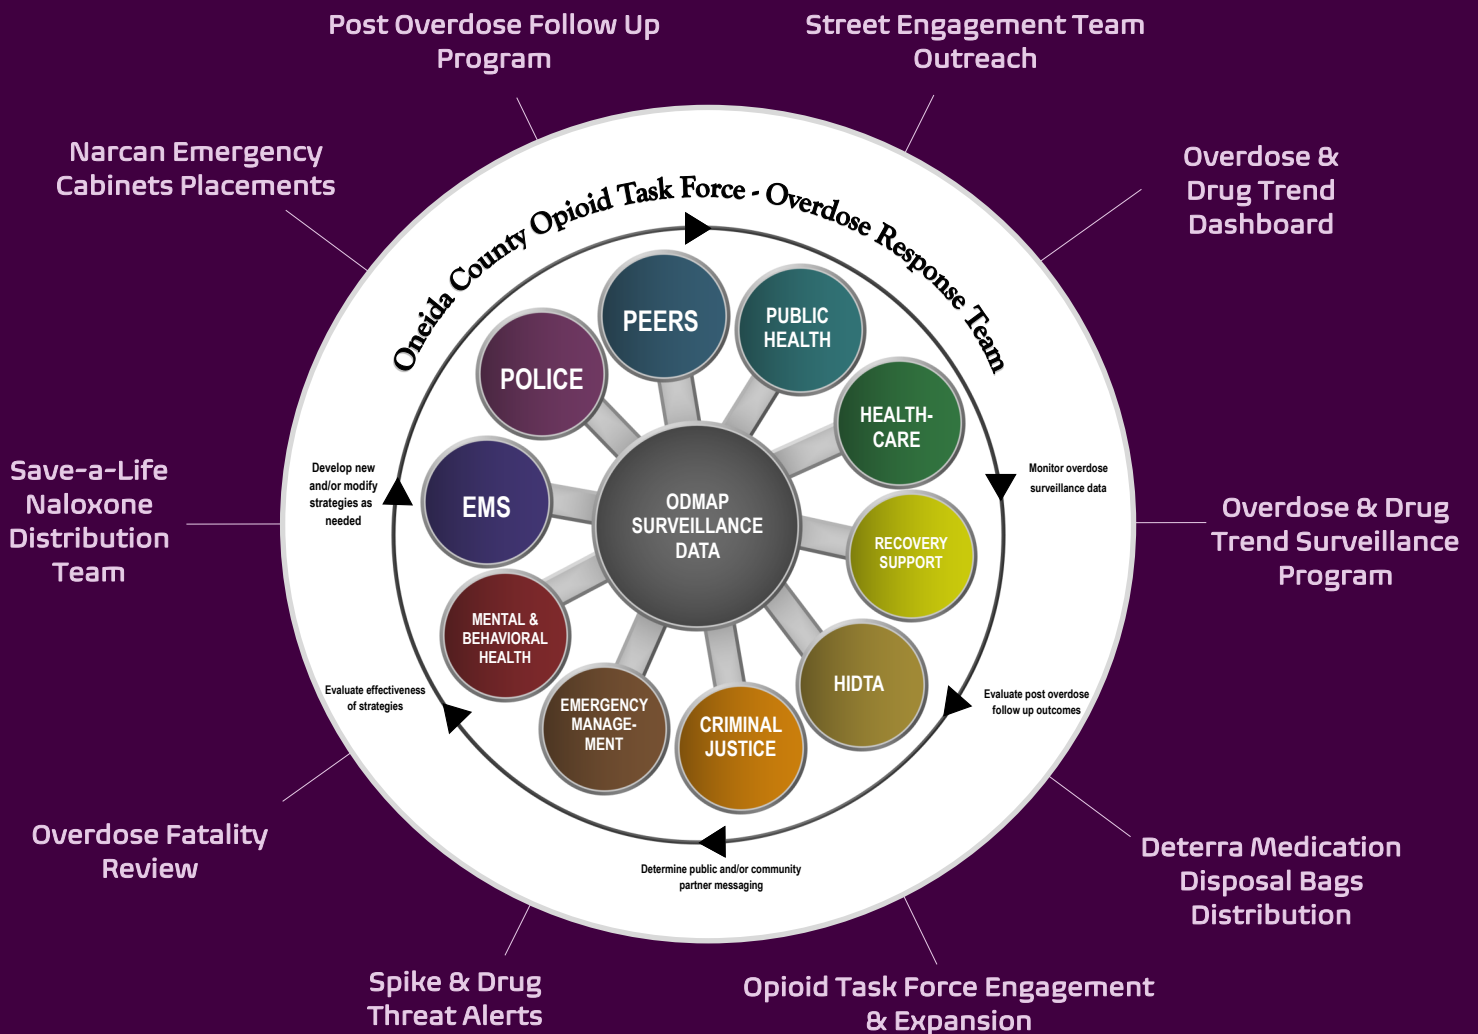 Post Overdose Follow Up
Program
Street Engagement Team
Outreach
Narcan Emergency
Cabinets Placements
Overdose &
Drug Trend
Dashboard
Oneida County Opioid Task Force - Overdose Response Team
PEERS
PUBLIC
HEALTH
POLICE
HEALTH-
CARE
Develop new
and/or modify
strategies as
needed
Monitor overdose
surveillance data
Save-a-Life
Naloxone
Distribution
Team
EMS
ODMAP
SURVEILLANCE
DATA
RECOVERY
SUPPORT
Overdose & Drug
Trend Surveillance
Program
MENTAL &
BEHAVIORAL
HEALTH
HIDTA
Evaluate effectiveness
of strategies
Evaluate post overdose
follow up outcomes
EMERGENCY
MANAGE-
MENT
CRIMINAL
JUSTICE
Determine public and/or community
partner messaging
Overdose Fatality
Review
Deterra Medication
Disposal Bags
Distribution
Spike & Drug
Threat Alerts
Opioid Task Force Engagement
& Expansion